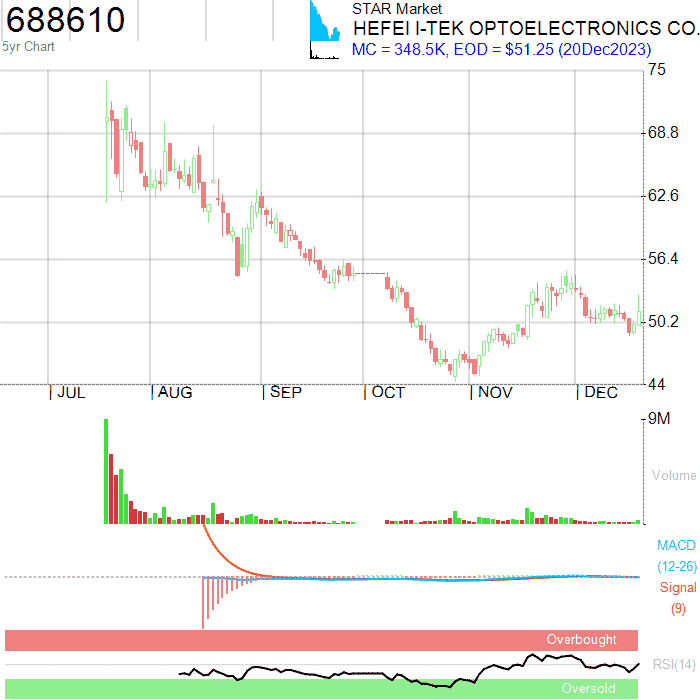 688610
STAR Market
HEFEI I-TEK OPTOELECTRONICS CO.
5yr Chart
MC = 348.5K, EOD = $51.25 (20Dec2023)
75
68.8
62.6
56.4
50.2
44
JUL AUG SEP OCT NOV DEC
9M
Volume
MACD
(12-26)
Signal
(9)
Overbought
RSI(14)
Oversold